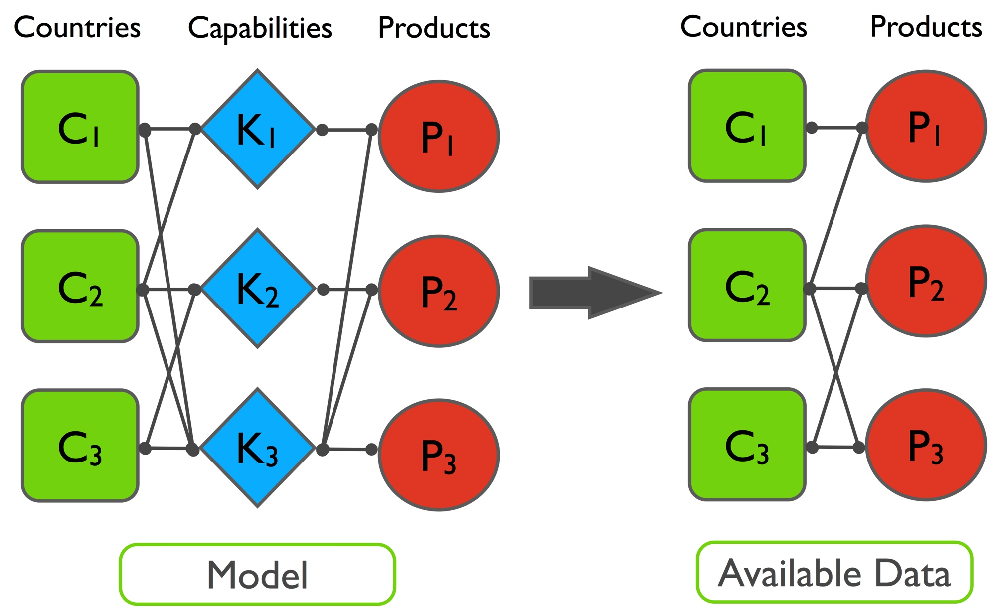 Countries Capabilities Products
C1 K1 P1
C2 K2 P2
C3 K3 P3
Model
Countries Products
C1 P1
C2 P2
C3 P3
Available Data